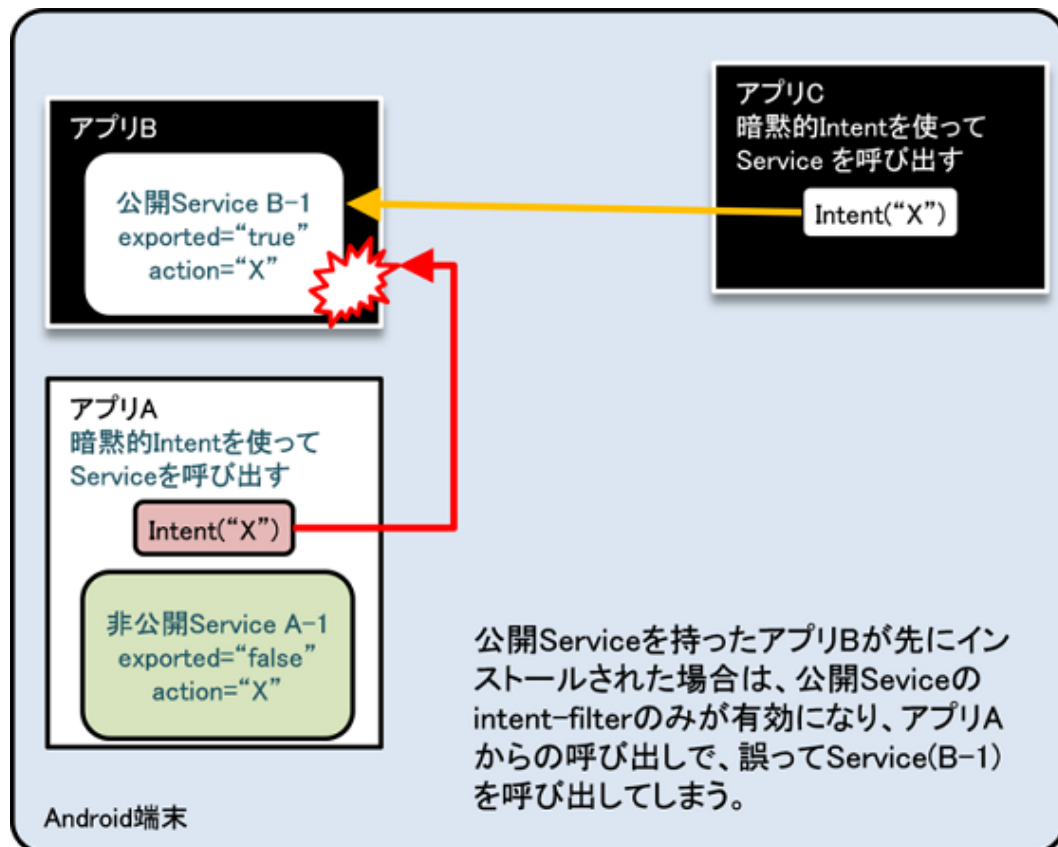 アプリB
公開Service B-1
exported=“true”
action=“X”
アプリC
暗黙的Intentを使って
Service を呼び出す
Intent(“X”)
アプリA
暗黙的Intentを使って
Serviceを呼び出す
Intent(“X”)
非公開Service A-1
exported=“false”
action=“X”
公開Serviceを持ったアプリBが先にイン
ストールされた場合は、公開Seviceの
intent-filterのみが有効になり、アプリA
からの呼び出しで、誤ってService(B-1)
を呼び出してしまう。
Android端末